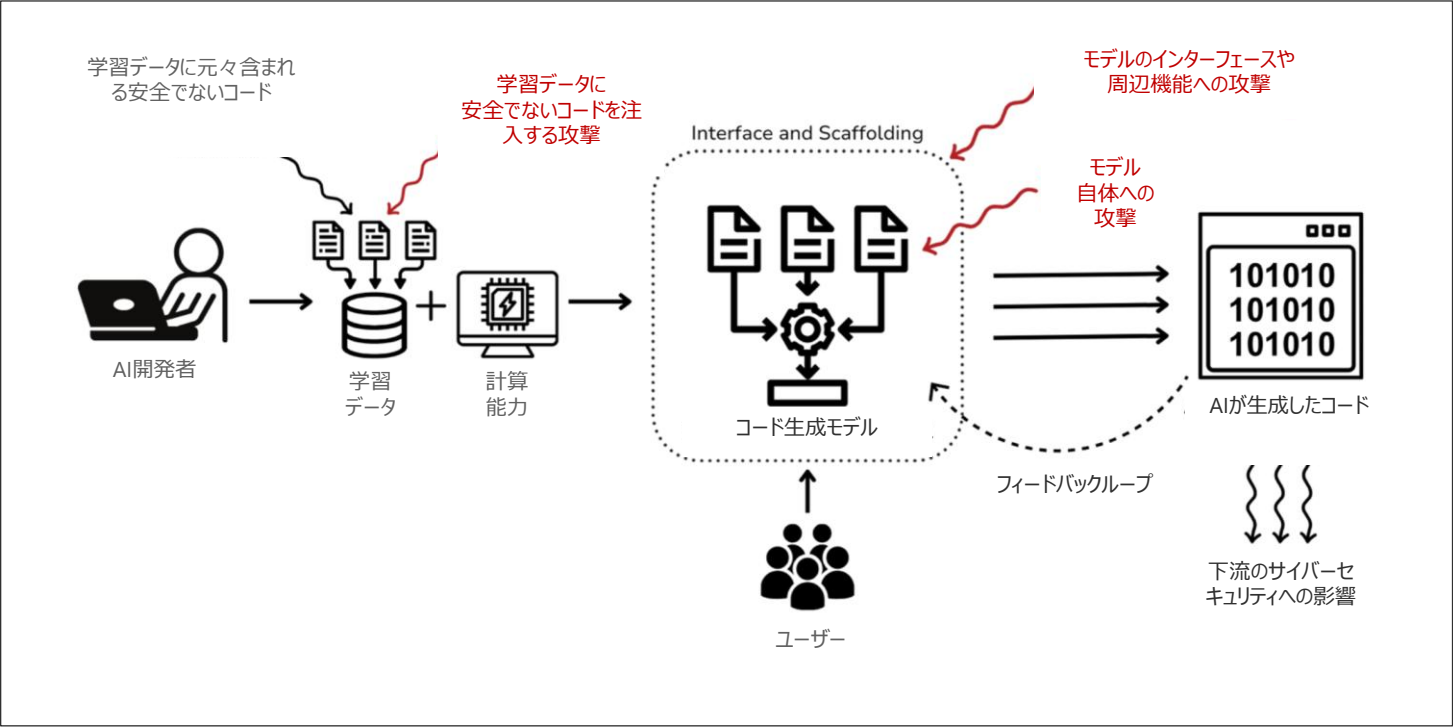 学習データに元々含まれ
る安全でないコード
学習データに
安全でないコードを注
入する攻撃
モデルのインターフェースや
周辺機能への攻撃
Interface and Scaffolding
モデル
自体への
攻撃
101010
101010
101010
AI開発者
学習
データ
計算
能力
コード生成モデル
AIが生成したコード
フィードバックループ
下流のサイバーセ
キュリティへの影響
ユーザー